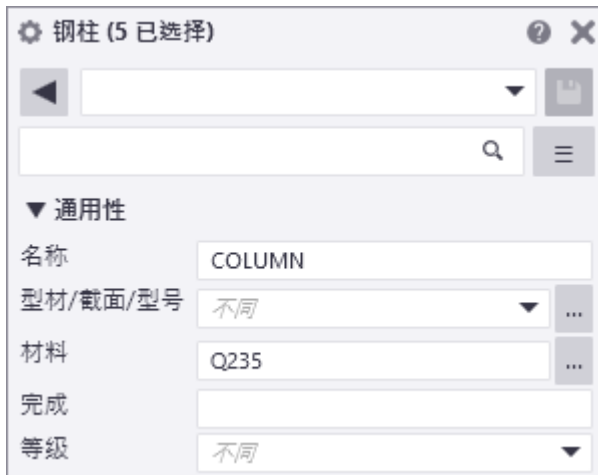 钢柱 (5 已选择)
通用性
名称 COLUMN
型材/截面/型号 不同 ...
材料 Q235 ...
完成
等级 不同